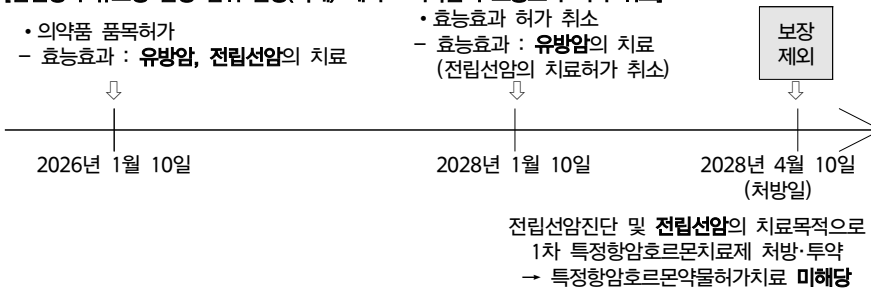 •의약품 품목허가
- 효능효과 : 유방암, 전립선암의 치료
•효능효과 허가 취소
- 효능효과 : 유방암의 치료
(전립선암의 치료허가 취소)
보장
제외
2026년 1월 10일
2028년 1월 10일
2028년 4월 10일
(처방일)
전립선암진단 및 전립선암의 치료목적으로
1차 특정항암호르몬치료제 처방·투약
→ 특정항암호르몬약물허가치료 미해당